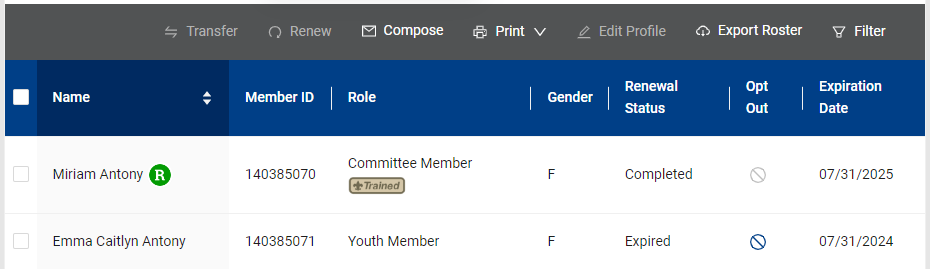 Transfer Renew Compose Print Edit Profile Export Roster Filter
Name Member ID Role Gender Renewal Status Opt Out Expiration Date
Miriam Antony R 140385070 Committee Member Trained F Completed 07/31/2025
Emma Caitlyn Antony 140385071 Youth Member F Expired 07/31/2024